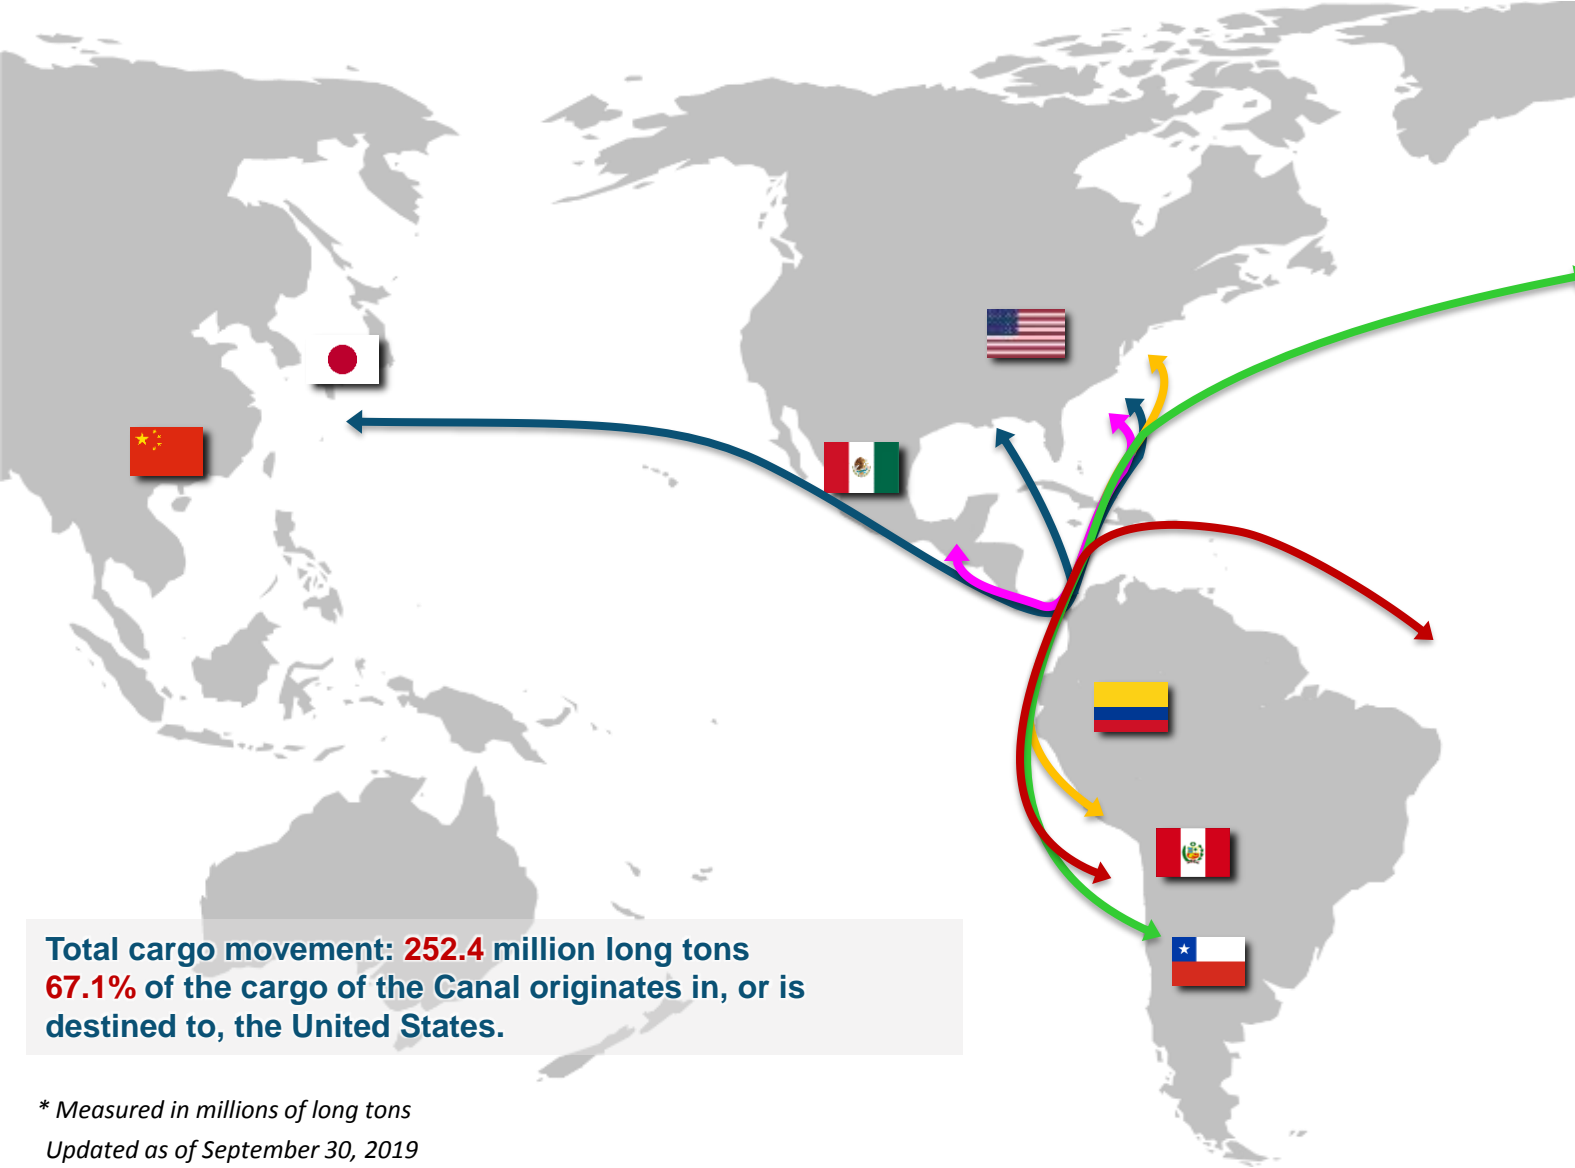 Total cargo movement: 252.4 million long tons
67.1% of the cargo of the Canal originates in, or is
destined to, the United States.
* Measured in millions of long tons
Updated as of September 30, 2019